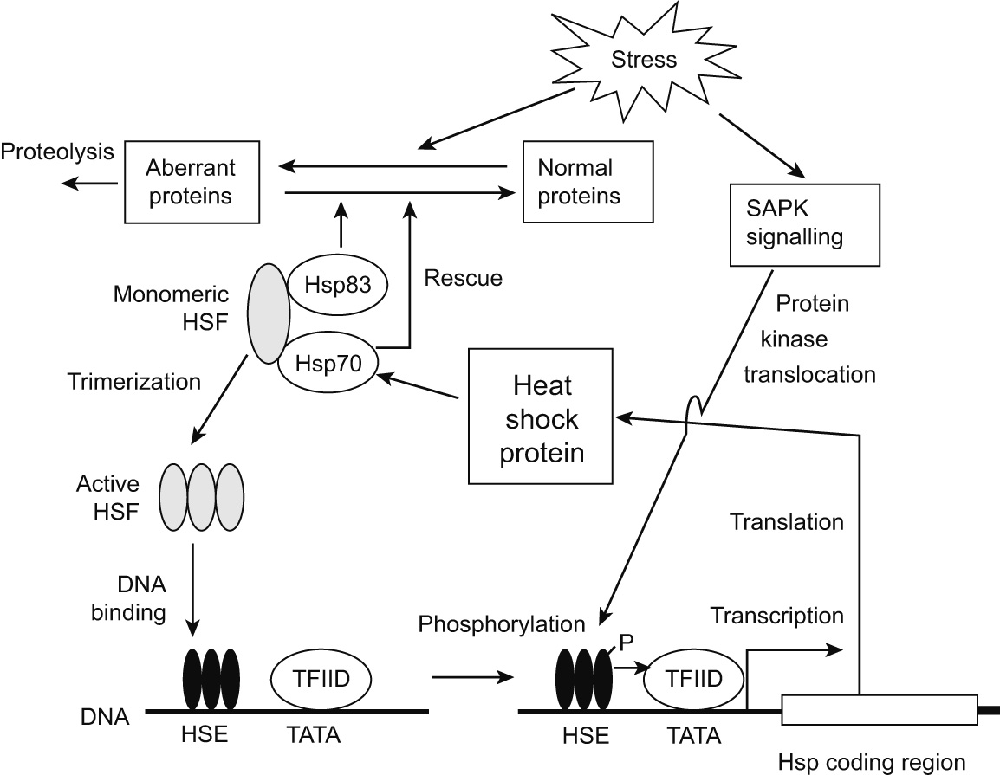 Stress
Proteolysis
Aberrant
proteins
Normal
proteins
SAPK
signalling
Monomeric
HSF
Hsp83
Rescue
Hsp70
Protein
kinase
translocation
Trimerization
Heat
shock
protein
Active
HSF
Translation
DNA
binding
Phosphorylation
Transcription
P
TFIID
TFIID
DNA
HSE
TATA
HSE
TATA
Hsp coding region